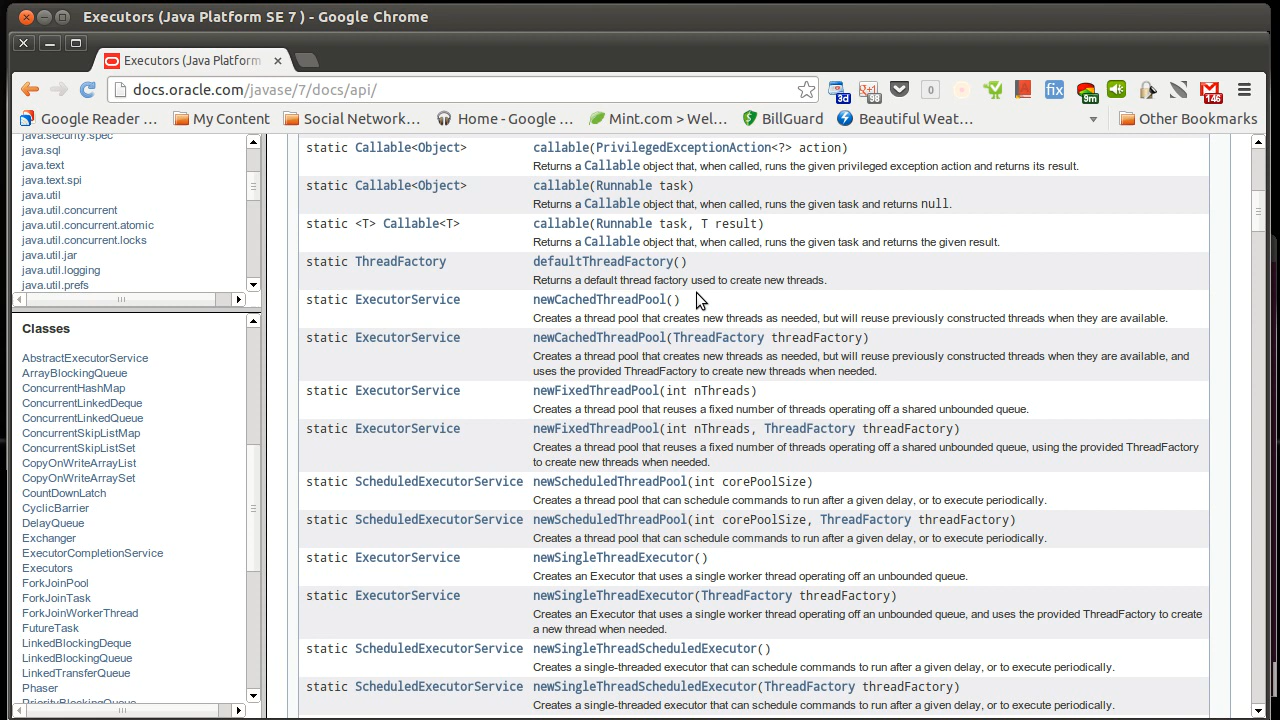 Executors (Java Platform SE 7 ) - Google Chrome
Executors (Java Platform
docs.oracle.com/javase/7/docs/api/
3d
98
0
fix
9m
146
Google Reader ...
My Content
Social Network...
Home - Google ...
Mint.com > Wel...
BillGuard
Beautiful Weat...
Other Bookmarks
java.security.spec
java.sql
java.text
java.text.spi
java.util
java.util.concurrent
java.util.concurrent.atomic
java.util.concurrent.locks
java.util.jar
java.util.logging
java.util.prefs
Classes
AbstractExecutorService
ArrayBlockingQueue
ConcurrentHashMap
ConcurrentLinkedDeque
ConcurrentLinkedQueue
ConcurrentSkipListMap
ConcurrentSkipListSet
CopyOnWriteArrayList
CopyOnWriteArraySet
CountDownLatch
CyclicBarrier
DelayQueue
Exchanger
ExecutorCompletionService
Executors
ForkJoinPool
ForkJoinTask
ForkJoinWorkerThread
FutureTask
LinkedBlockingDeque
LinkedBlockingQueue
LinkedTransferQueue
Phaser
PriorityBlockingQueue
static Callable<Object> callable(PrivilegedExceptionAction<?> action)
Returns a Callable object that, when called, runs the given privileged exception action and returns its result.
static Callable<Object> callable(Runnable task)
Returns a Callable object that, when called, runs the given task and returns null.
static <T> Callable<T> callable(Runnable task, T result)
Returns a Callable object that, when called, runs the given task and returns the given result.
static ThreadFactory defaultThreadFactory()
Returns a default thread factory used to create new threads.
static ExecutorService newCachedThreadPool()
Creates a thread pool that creates new threads as needed, but will reuse previously constructed threads when they are available.
static ExecutorService newCachedThreadPool(ThreadFactory threadFactory)
Creates a thread pool that creates new threads as needed, but will reuse previously constructed threads when they are available, and
uses the provided ThreadFactory to create new threads when needed.
static ExecutorService newFixedThreadPool(int nThreads)
Creates a thread pool that reuses a fixed number of threads operating off a shared unbounded queue.
static ExecutorService newFixedThreadPool(int nThreads, ThreadFactory threadFactory)
Creates a thread pool that reuses a fixed number of threads operating off a shared unbounded queue, using the provided ThreadFactory
to create new threads when needed.
static ScheduledExecutorService newScheduledThreadPool(int corePoolSize)
Creates a thread pool that can schedule commands to run after a given delay, or to execute periodically.
static ScheduledExecutorService newScheduledThreadPool(int corePoolSize, ThreadFactory threadFactory)
Creates a thread pool that can schedule commands to run after a given delay, or to execute periodically.
static ExecutorService newSingleThreadExecutor()
Creates an Executor that uses a single worker thread operating off an unbounded queue.
static ExecutorService newSingleThreadExecutor(ThreadFactory threadFactory)
Creates an Executor that uses a single worker thread operating off an unbounded queue, and uses the provided ThreadFactory to create
a new thread when needed.
static ScheduledExecutorService newSingleThreadScheduledExecutor()
Creates a single-threaded executor that can schedule commands to run after a given delay, or to execute periodically.
static ScheduledExecutorService newSingleThreadScheduledExecutor(ThreadFactory threadFactory)
Creates a single-threaded executor that can schedule commands to run after a given delay, or to execute periodically.